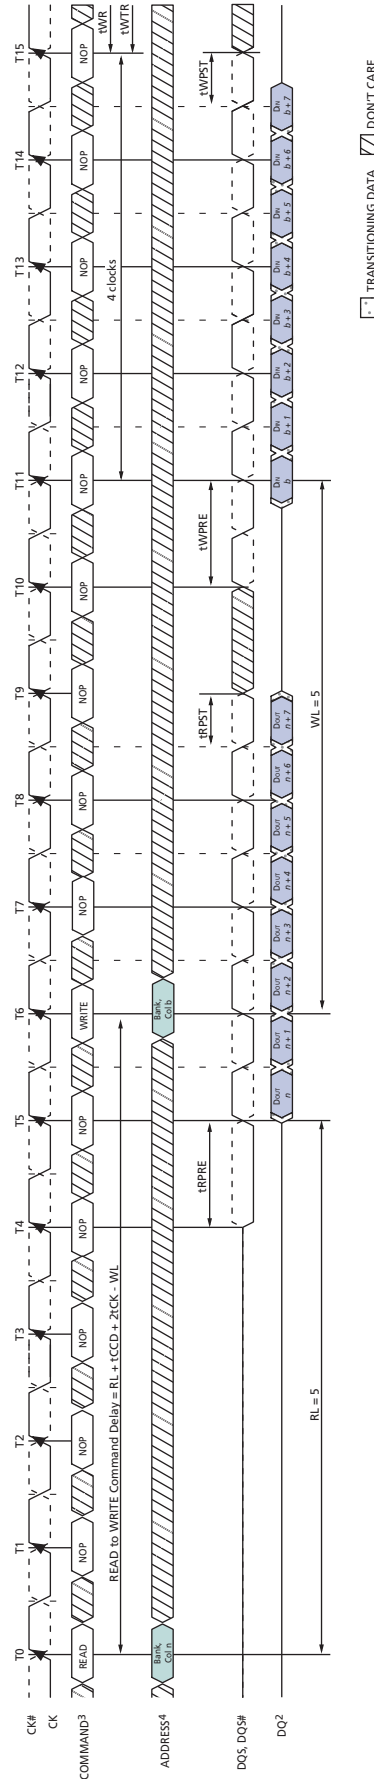 T0 T1 T2 T3 T4 T5 T6 T7 T8 T9 T10 T11 T12 T13 T14 T15
CK#
CK
COMMAND3
READ NOP NOP NOP NOP NOP WRITE NOP NOP NOP NOP NOP NOP NOP NOP NOP
tWR
tWTR
READ to WRITE Command Delay = RL + tCCD + 2tCK - WL
4 clocks
ADDRESS4
Bank, Col n
Bank, Col b
tRPRE
tRPST
tWPRE
tWPST
DQS, DQS#
DQ2
DOUT n
DOUT n + 1
DOUT n + 2
DOUT n + 3
DOUT n + 4
DOUT n + 5
DOUT n + 6
DOUT n + 7
DIN b
DIN b + 1
DIN b + 2
DIN b + 3
DIN b + 4
DIN b + 5
DIN b + 6
DIN b + 7
RL = 5
WL = 5
TRANSITIONING DATA
DON'T CARE